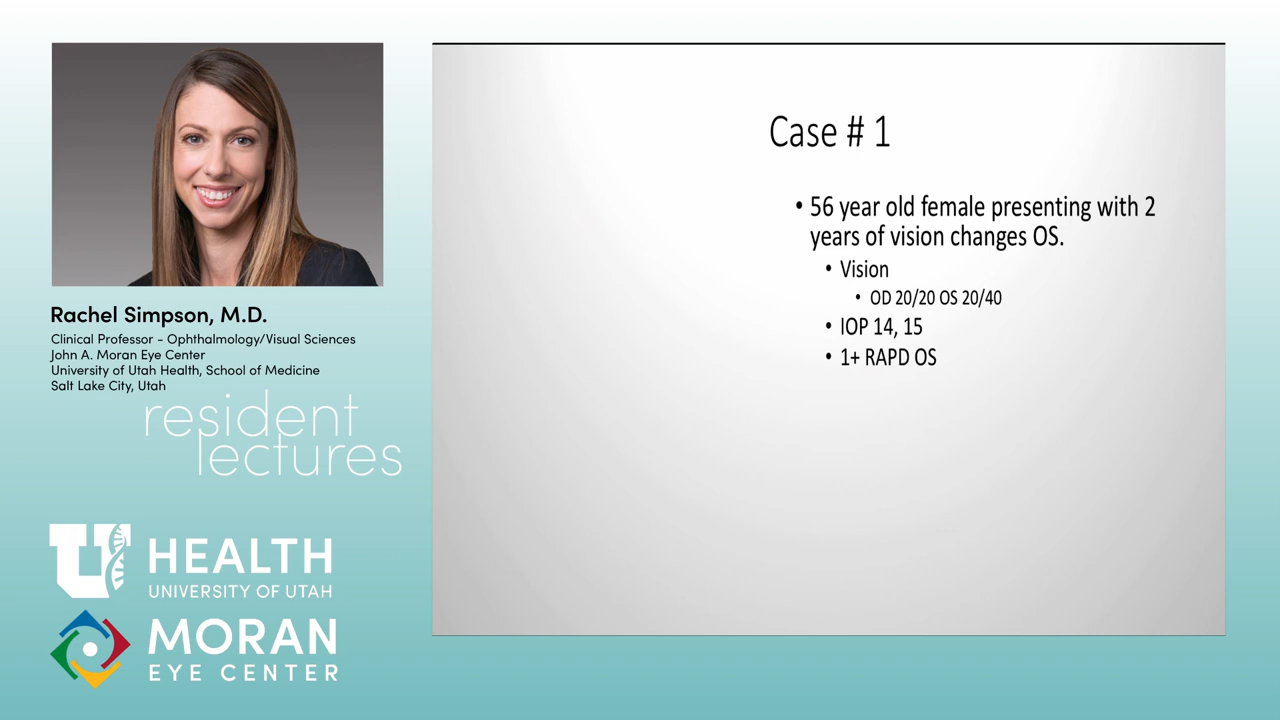 Rachel Simpson, M.D.
Clinical Professor - Ophthalmology/Visual Sciences
John A. Moran Eye Center
University of Utah Health, School of Medicine
Salt Lake City, Utah
resident
lectures
U HEALTH
UNIVERSITY OF UTAH
MORAN
EYE CENTER
Case # 1
• 56 year old female presenting with 2
years of vision changes OS.
• Vision
• OD 20/20 OS 20/40
• IOP 14, 15
• 1+ RAPD OS